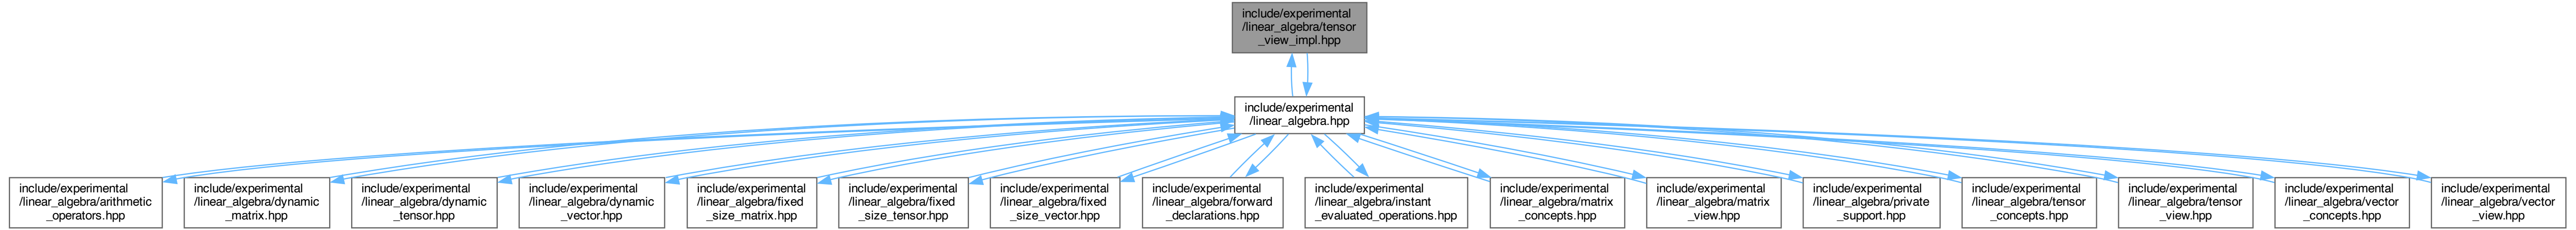 include/experimental
/linear_algebra/tensor
_view_impl.hpp
include/experimental
/linear_algebra.hpp
include/experimental
/linear_algebra/arithmetic
_operators.hpp
include/experimental
/linear_algebra/dynamic
_matrix.hpp
include/experimental
/linear_algebra/dynamic
_tensor.hpp
include/experimental
/linear_algebra/dynamic
_vector.hpp
include/experimental
/linear_algebra/fixed
_size_matrix.hpp
include/experimental
/linear_algebra/fixed
_size_tensor.hpp
include/experimental
/linear_algebra/fixed
_size_vector.hpp
include/experimental
/linear_algebra/forward
_declarations.hpp
include/experimental
/linear_algebra/instant
_evaluated_operations.hpp
include/experimental
/linear_algebra/matrix
_concepts.hpp
include/experimental
/linear_algebra/matrix
_view.hpp
include/experimental
/linear_algebra/private
_support.hpp
include/experimental
/linear_algebra/tensor
_concepts.hpp
include/experimental
/linear_algebra/tensor
_view.hpp
include/experimental
/linear_algebra/vector
_concepts.hpp
include/experimental
/linear_algebra/vector
_view.hpp